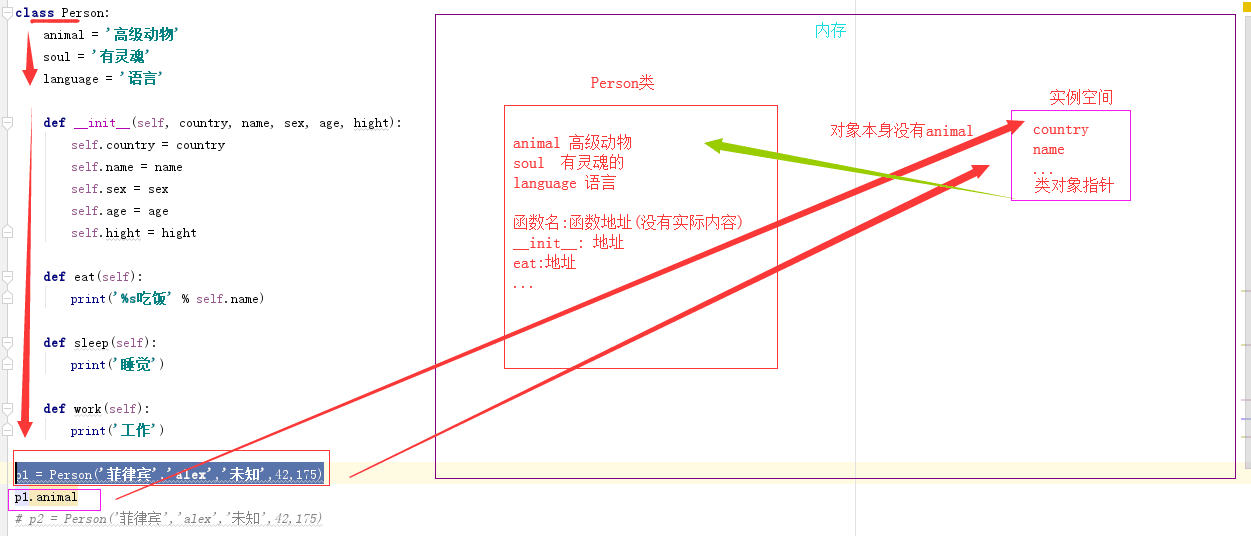 class Person:
animal = '高级动物'
soul = '有灵魂'
language = '语言'
def __init__(self, country, name, sex, age, hight):
self.country = country
self.name = name
self.sex = sex
self.age = age
self.hight = hight
def eat(self):
print('%s吃饭' % self.name)
def sleep(self):
print('睡觉')
def work(self):
print('工作')
p1 = Person('菲律宾','alex','未知',42,175)
p1.animal
# p2 = Person('菲律宾','alex','未知',42,175)
内存
Person类
animal 高级动物
soul 有灵魂的
language 语言
函数名:函数地址(没有实际内容)
__init__: 地址
eat:地址
...
对象本身没有animal
实例空间
country
name
...
类对象指针